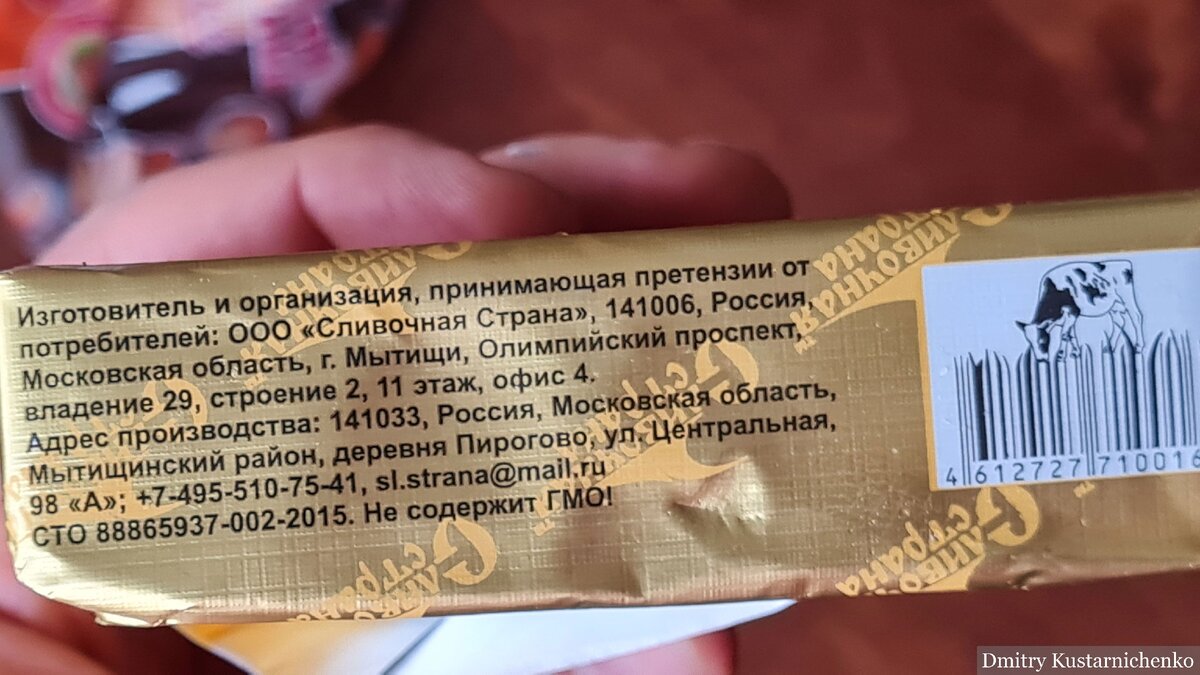 Изготовитель и организация, принимающая претензии от
потребителей: ООО «Сливочная Страна», 141006, Россия,
Московская область, г. Мытищи, Олимпийский проспект,
владение 29, строение 2, 11 этаж, офис 4.
Адрес производства: 141033, Россия, Московская область,
Мытищинский район, деревня Пирогово, ул. Центральная,
98 «А»; +7-495-510-75-41, sl.strana@mail.ru
СТО 88865937-002-2015. Не содержит ГМО!
4 612727 710016
Сливочная
страна
Dmitry Kustarnichenko